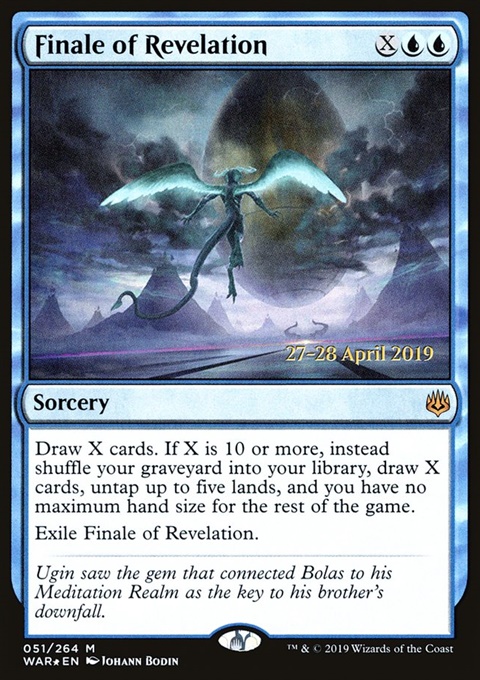 Finale of Revelation X
27–28 April 2019
Sorcery
Draw X cards. If X is 10 or more, instead
shuffle your graveyard into your library, draw X
cards, untap up to five lands, and you have no
maximum hand size for the rest of the game.
Exile Finale of Revelation.
Ugin saw the gem that connected Bolas to his
Meditation Realm as the key to his brother's
downfall.
051/264 M
WAR★EN Johann Bodin
™ & © 2019 Wizards of the Coast